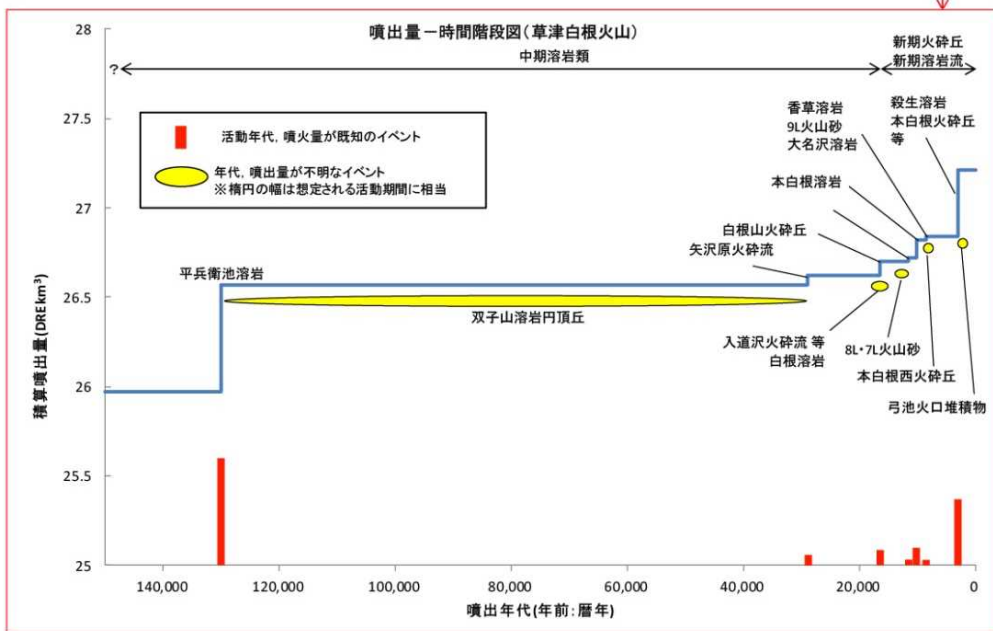 噴出量－時間階段図(草津白根火山)
?
中期溶岩類
新期火砕丘
新期溶岩流
活動年代，噴火量が既知のイベント
年代，噴出量が不明なイベント
※楕円の幅は想定される活動期間に相当
香草溶岩
9L火山砂
大名沢溶岩
殺生溶岩
本白根火砕丘
等
本白根溶岩
白根山火砕丘
矢沢原火砕流
平兵衛池溶岩
双子山溶岩円頂丘
入道沢火砕流 等
白根溶岩
8L・7L火山砂
本白根西火砕丘
弓池火口堆積物
積算噴出量(DRE km³)
28
27.5
27
26.5
26
25.5
25
140,000
120,000
100,000
80,000
60,000
40,000
20,000
0
噴出年代(年前:暦年)